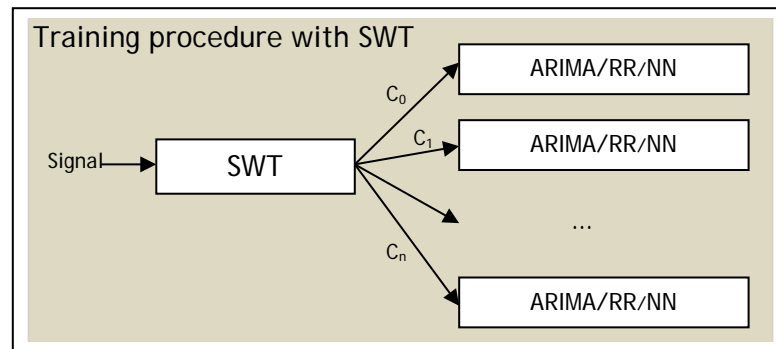 Training procedure with SWT
ARIMA/RR/NN
C₀
ARIMA/RR/NN
C₁
Signal
SWT
...
Cₙ
ARIMA/RR/NN